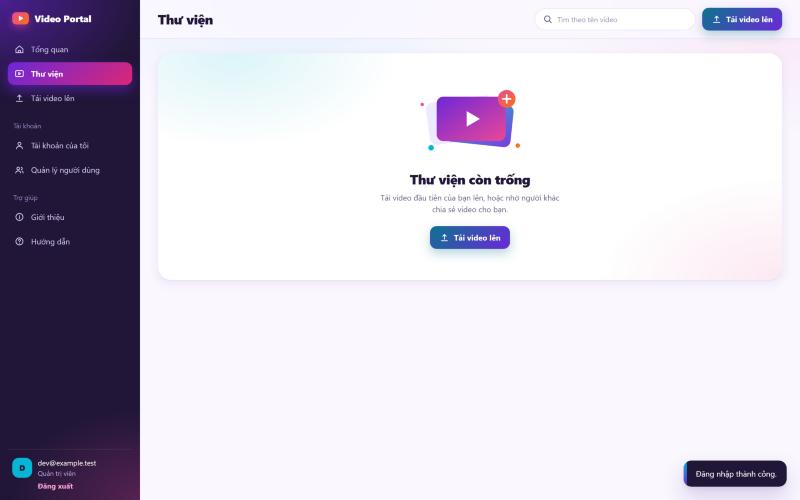 Video Portal
Tổng quan
Thư viện
Tải video lên
Tài khoản
Tài khoản của tôi
Quản lý người dùng
Trợ giúp
Giới thiệu
Hướng dẫn
D
dev@example.test
Quản trị viên
Đăng xuất
Thư viện
Tìm theo tên video
Tải video lên
Thư viện còn trống
Tải video đầu tiên của bạn lên, hoặc nhờ người khác
chia sẻ video cho bạn.
Tải video lên
Đăng nhập thành công.